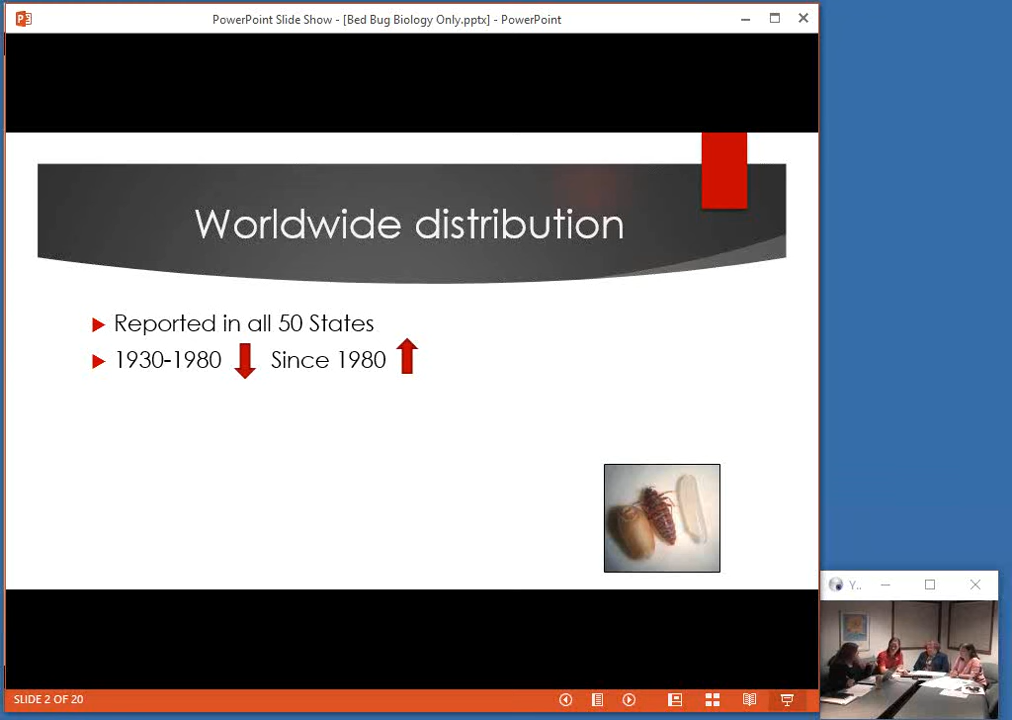 PowerPoint Slide Show - [Bed Bug Biology Only.pptx] - PowerPoint
Worldwide distribution
Reported in all 50 States
1930-1980 Since 1980
Y..
SLIDE 2 OF 20